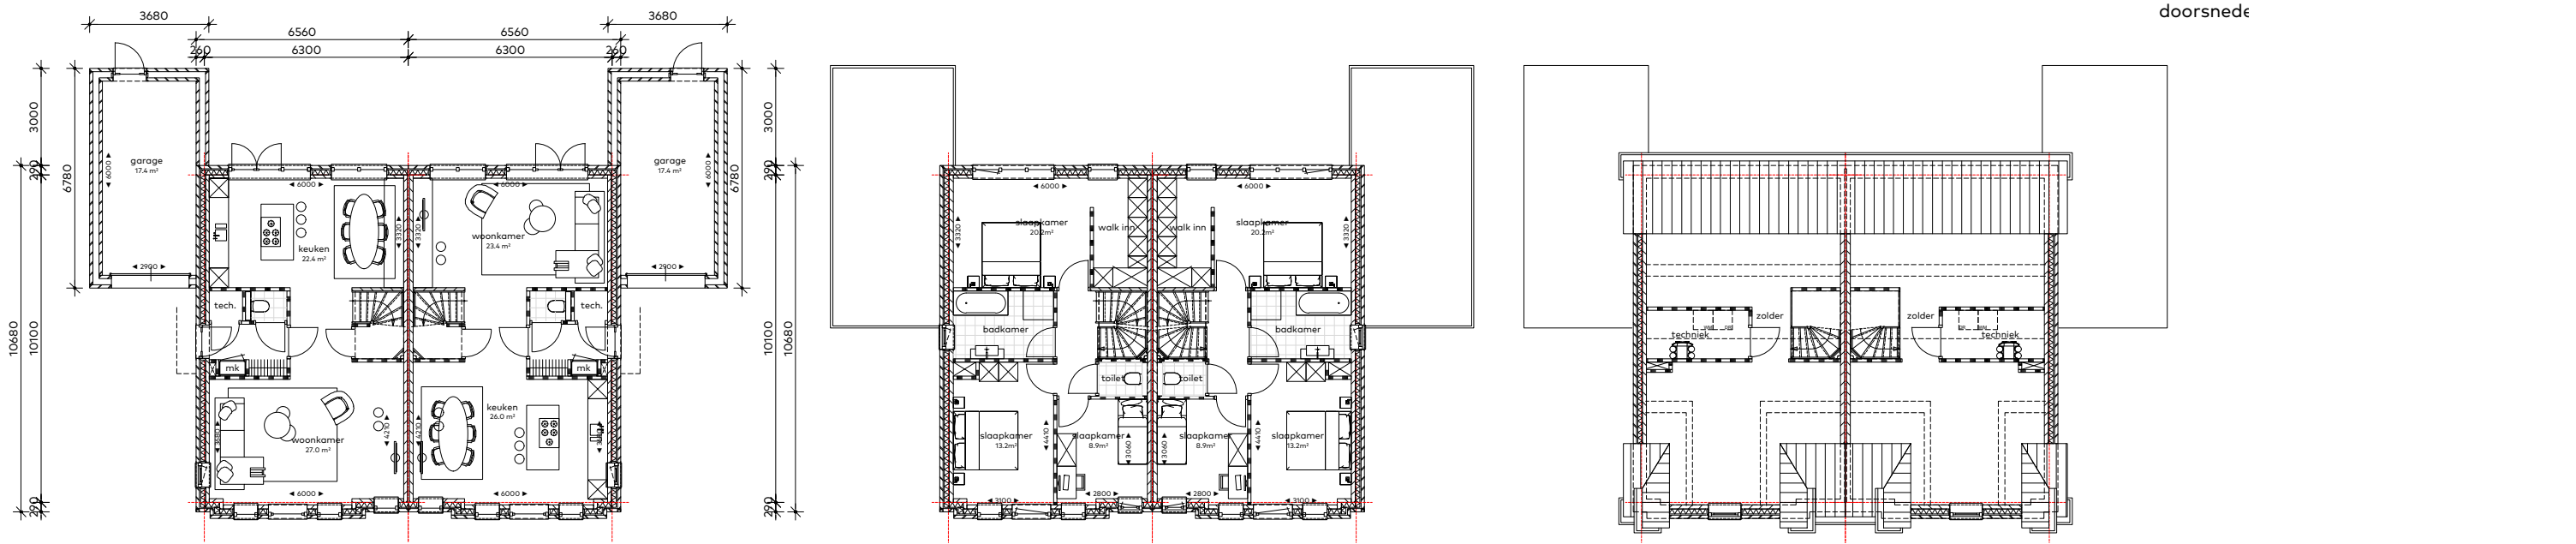 doorsnede
3680
3680
6560
6560
260
6300
6300
260
3000
290
6780
10680
10100
290
garage
17.4 m²
6000
2900
6000
keuken
22.4 m²
3320
3320
6000
woonkamer
23.4 m²
garage
17.4 m²
6000
2900
6780
3000
290
10100
10680
290
tech.
tech.
mk
mk
woonkamer
27.0 m²
3680
4210
6000
keuken
26.0 m²
4210
6000
6000
6000
slaapkamer
20.2m²
3320
walk inn
walk inn
slaapkamer
20.2m²
3320
badkamer
badkamer
toilet
toilet
slaapkamer
13.2m²
4410
slaapkamer
8.9m²
3060
3060
slaapkamer
8.9m²
4410
slaapkamer
13.2m²
3100
2800
2800
3100
zolder
zolder
techniek
techniek